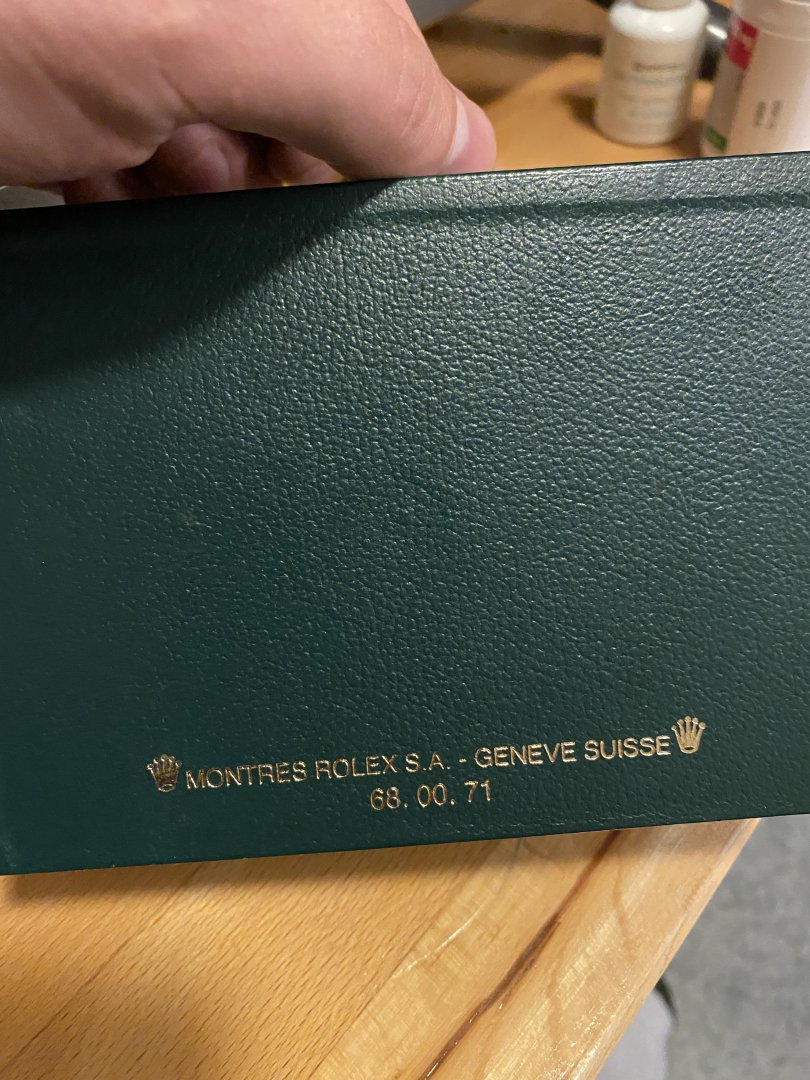 MONTRES ROLEX S.A. - GENEVE SUISSE
68. 00. 71